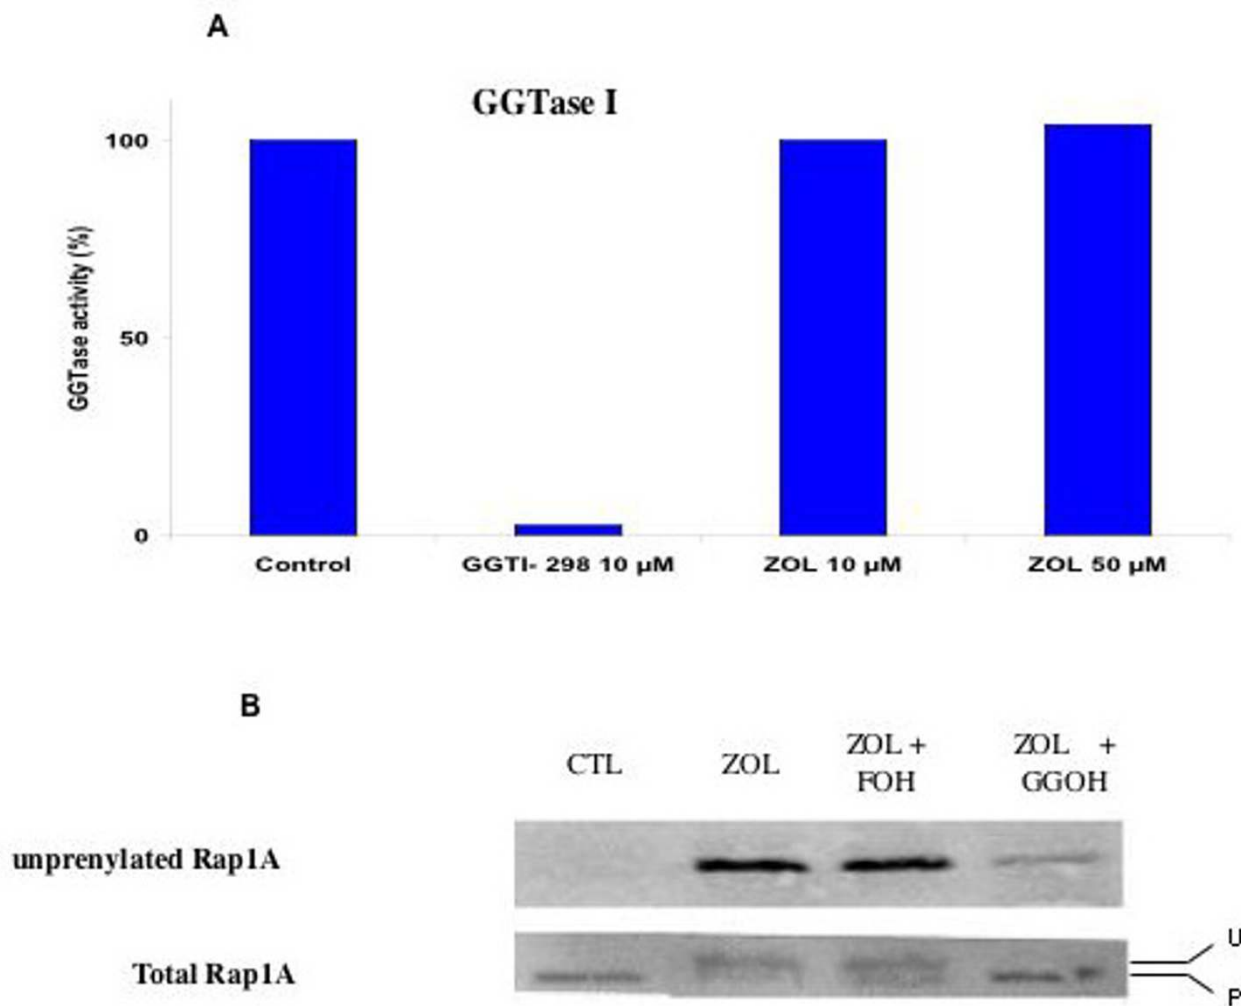 A
GGTase I
100
50
0
GGTase activity (%)
Control
GGTI- 298 10 µM
ZOL 10 µM
ZOL 50 µM
B
CTL
ZOL
ZOL +
FOH
ZOL +
GGOH
unprenylated Rap1A
Total Rap1A
U
P